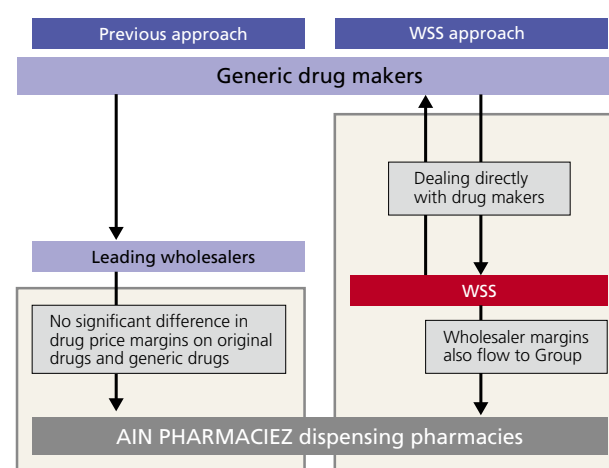 Previous approach
WSS approach
Generic drug makers
Dealing directly
with drug makers
Leading wholesalers
WSS
No significant difference in
drug price margins on original
drugs and generic drugs
Wholesaler margins
also flow to Group
AIN PHARMACIEZ dispensing pharmacies